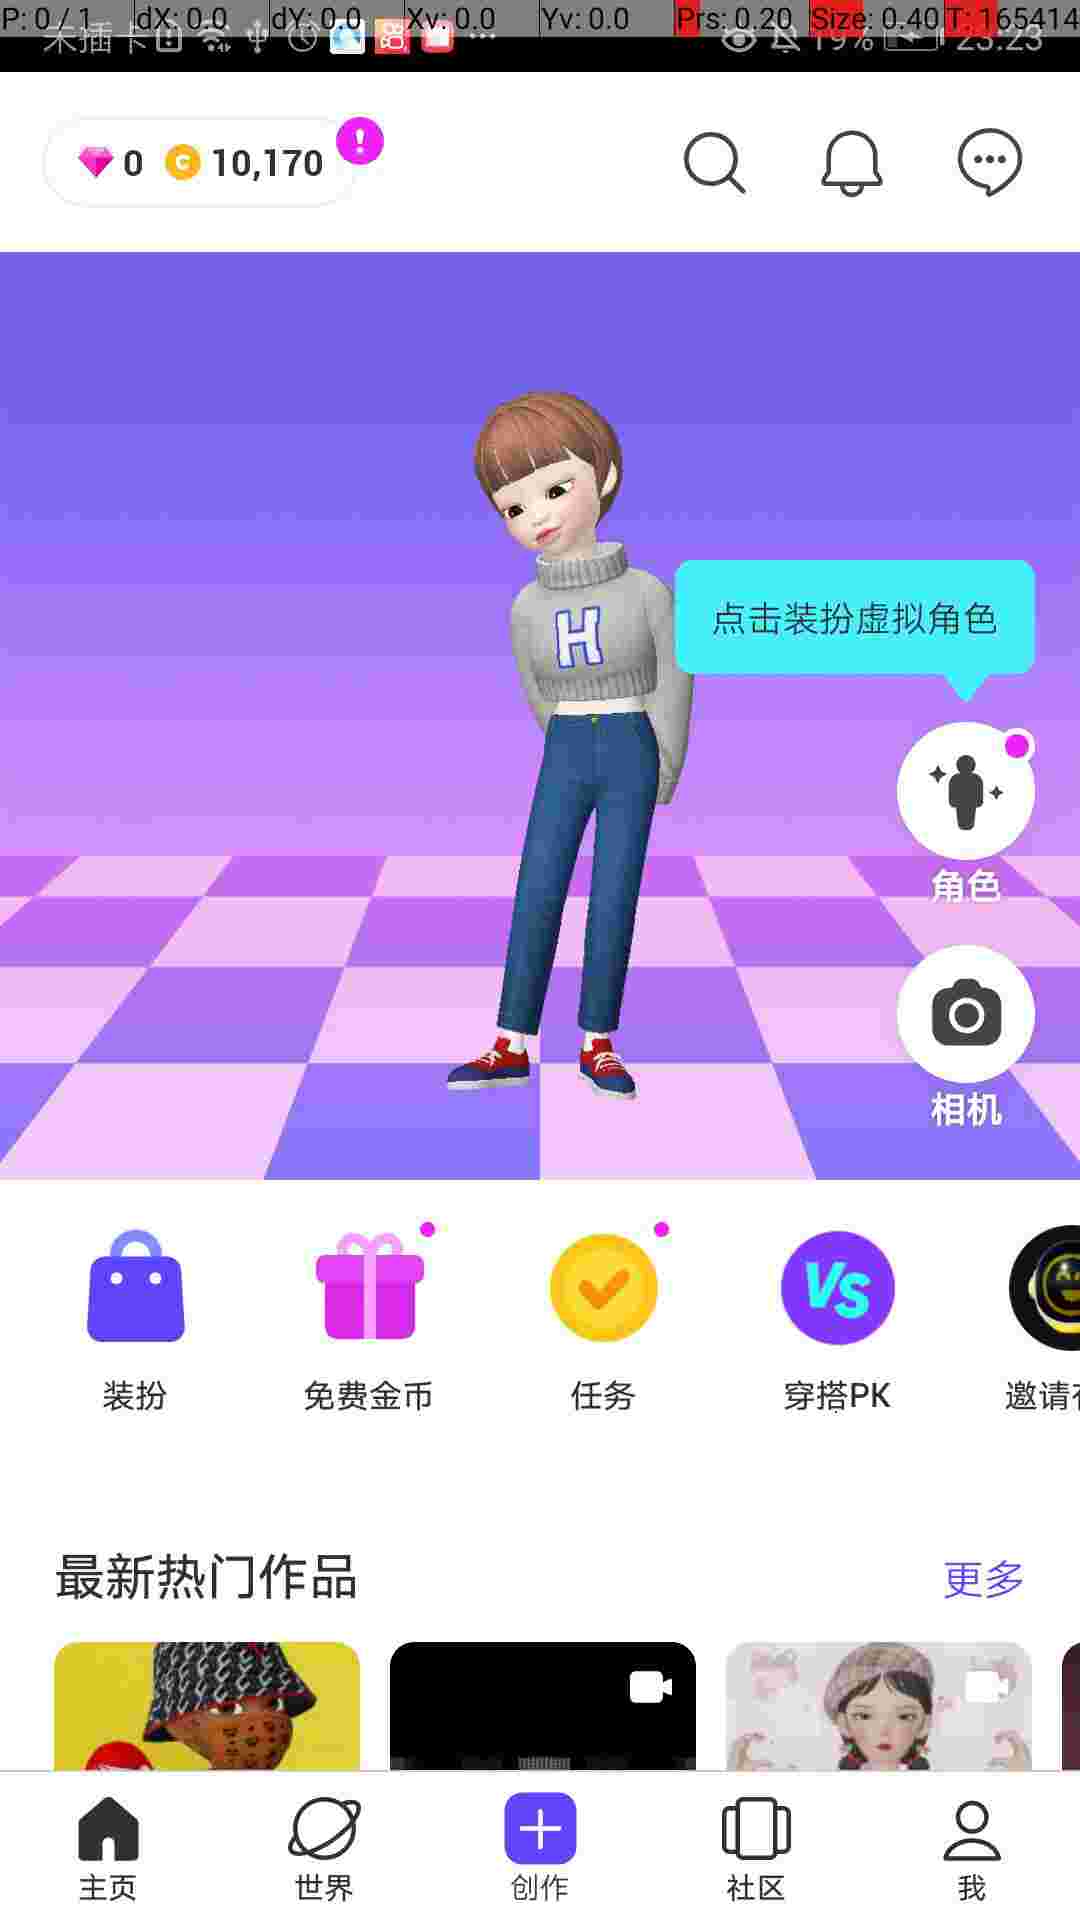 P: 0 / 1 dX: 0.0 dY: 0.0 Xv: 0.0 Yv: 0.0 Prs: 0.20 Size: 0.40 T: 165414
未插卡 19% 23:23
0 C 10,170 !
H
点击装扮虚拟角色
角色
相机
VS
装扮 免费金币 任务 穿搭PK 邀请
最新热门作品 更多
主页 世界 创作 社区 我